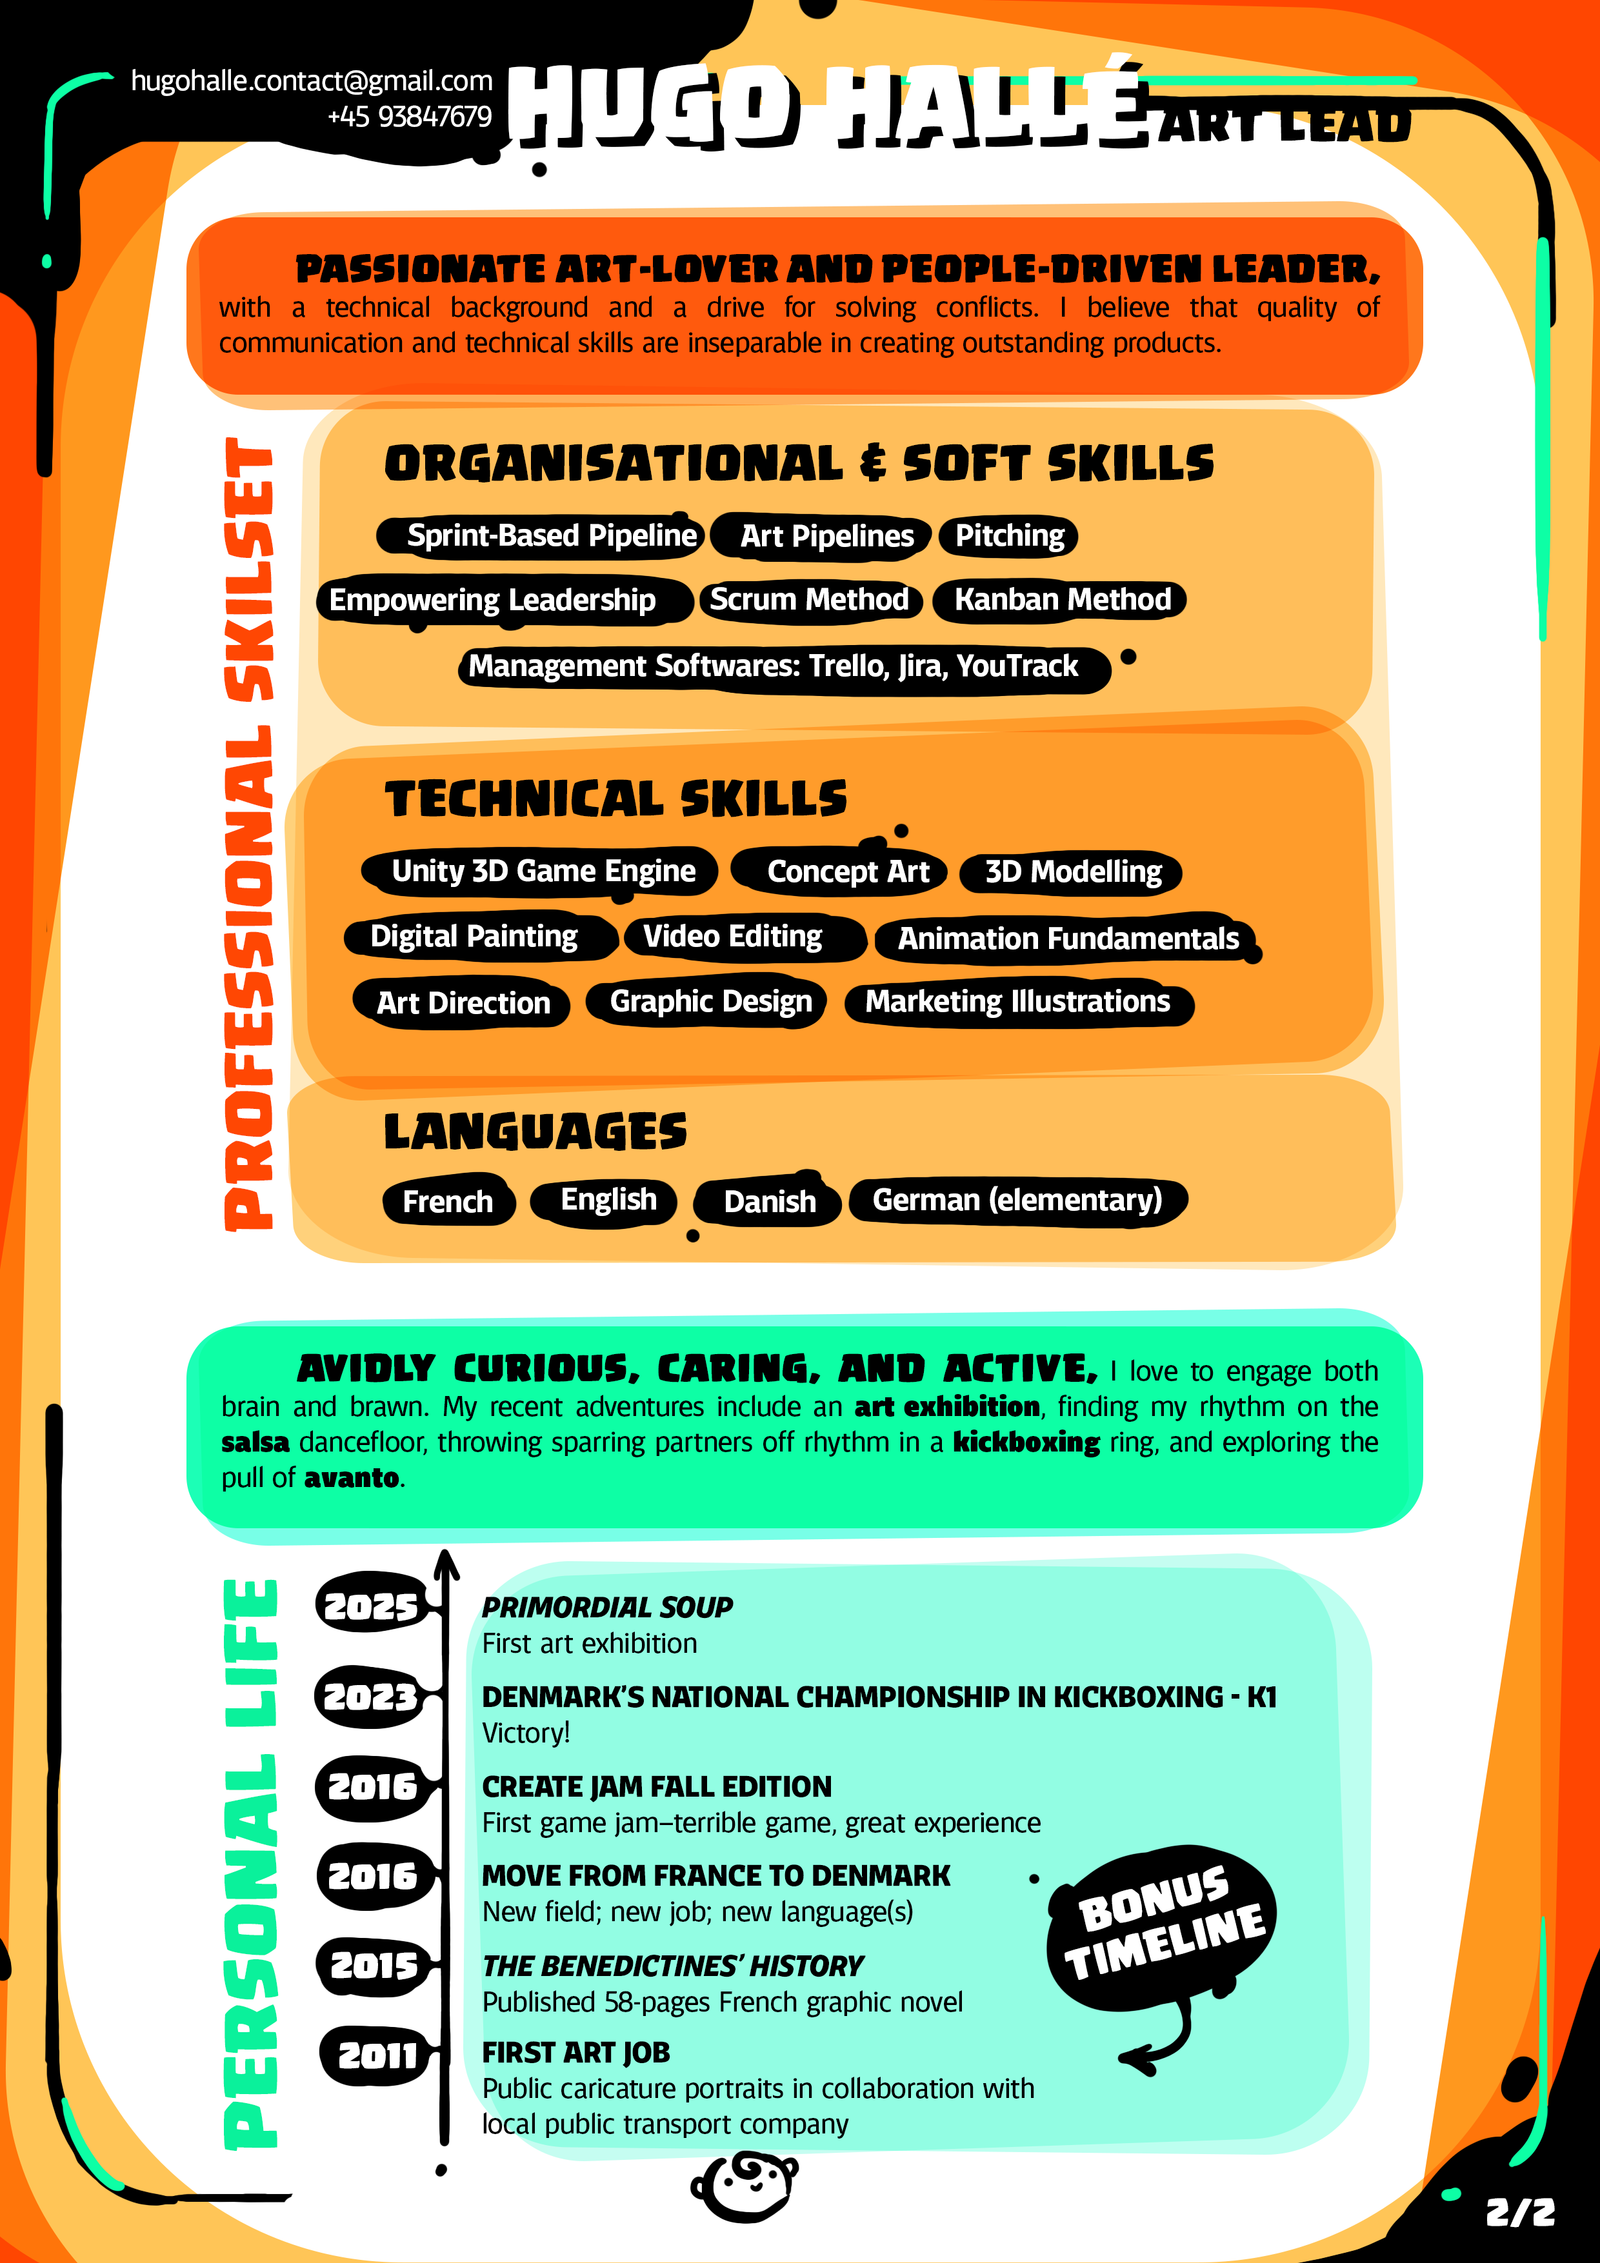 hugohalle.contact@gmail.com
+45 93847679
HUGO HALLÉ
ART LEAD
PASSIONATE ART-LOVER AND PEOPLE-DRIVEN LEADER,
with a technical background and a drive for solving conflicts. I believe that quality of
communication and technical skills are inseparable in creating outstanding products.
PROFESSIONAL SKILSET
ORGANISATIONAL & SOFT SKILLS
Sprint-Based Pipeline Art Pipelines Pitching
Empowering Leadership Scrum Method Kanban Method
Management Softwares: Trello, Jira, YouTrack
TECHNICAL SKILLS
Unity 3D Game Engine Concept Art 3D Modelling
Digital Painting Video Editing Animation Fundamentals
Art Direction Graphic Design Marketing Illustrations
LANGUAGES
French English Danish German (elementary)
AVIDLY CURIOUS, CARING, AND ACTIVE, I love to engage both
brain and brawn. My recent adventures include an art exhibition, finding my rhythm on the
salsa dancefloor, throwing sparring partners off rhythm in a kickboxing ring, and exploring the
pull of avanto.
PERSONAL LIFE
2025 PRIMORDIAL SOUP
First art exhibition
2023 DENMARK'S NATIONAL CHAMPIONSHIP IN KICKBOXING - K1
Victory!
2016 CREATE JAM FALL EDITION
First game jam–terrible game, great experience
2016 MOVE FROM FRANCE TO DENMARK
New field; new job; new language(s)
2015 THE BENEDICTINES' HISTORY
Published 58-pages French graphic novel
2011 FIRST ART JOB
Public caricature portraits in collaboration with
local public transport company
BONUS
TIMELINE
2/2